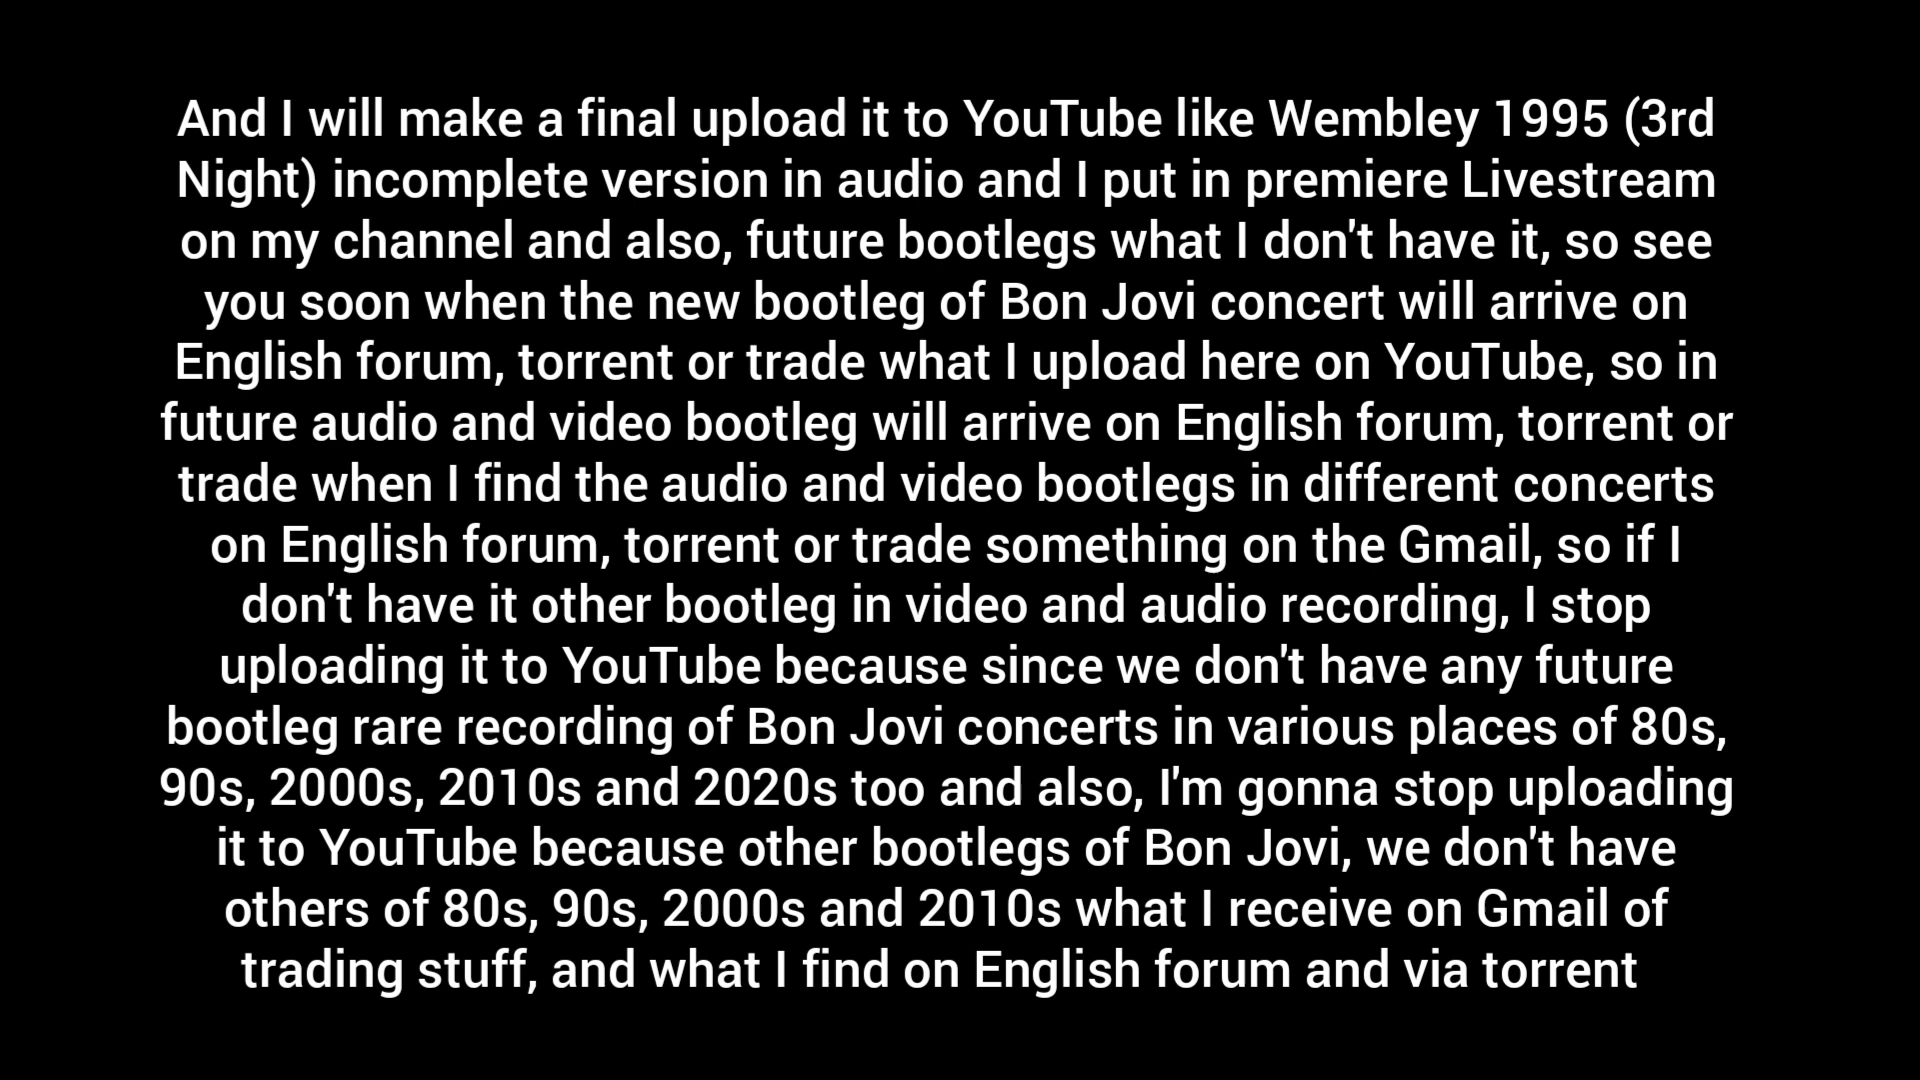 And I will make a final upload it to YouTube like Wembley 1995 (3rd
Night) incomplete version in audio and I put in premiere Livestream
on my channel and also, future bootlegs what I don't have it, so see
you soon when the new bootleg of Bon Jovi concert will arrive on
English forum, torrent or trade what I upload here on YouTube, so in
future audio and video bootleg will arrive on English forum, torrent or
trade when I find the audio and video bootlegs in different concerts
on English forum, torrent or trade something on the Gmail, so if I
don't have it other bootleg in video and audio recording, I stop
uploading it to YouTube because since we don't have any future
bootleg rare recording of Bon Jovi concerts in various places of 80s,
90s, 2000s, 2010s and 2020s too and also, I'm gonna stop uploading
it to YouTube because other bootlegs of Bon Jovi, we don't have
others of 80s, 90s, 2000s and 2010s what I receive on Gmail of
trading stuff, and what I find on English forum and via torrent